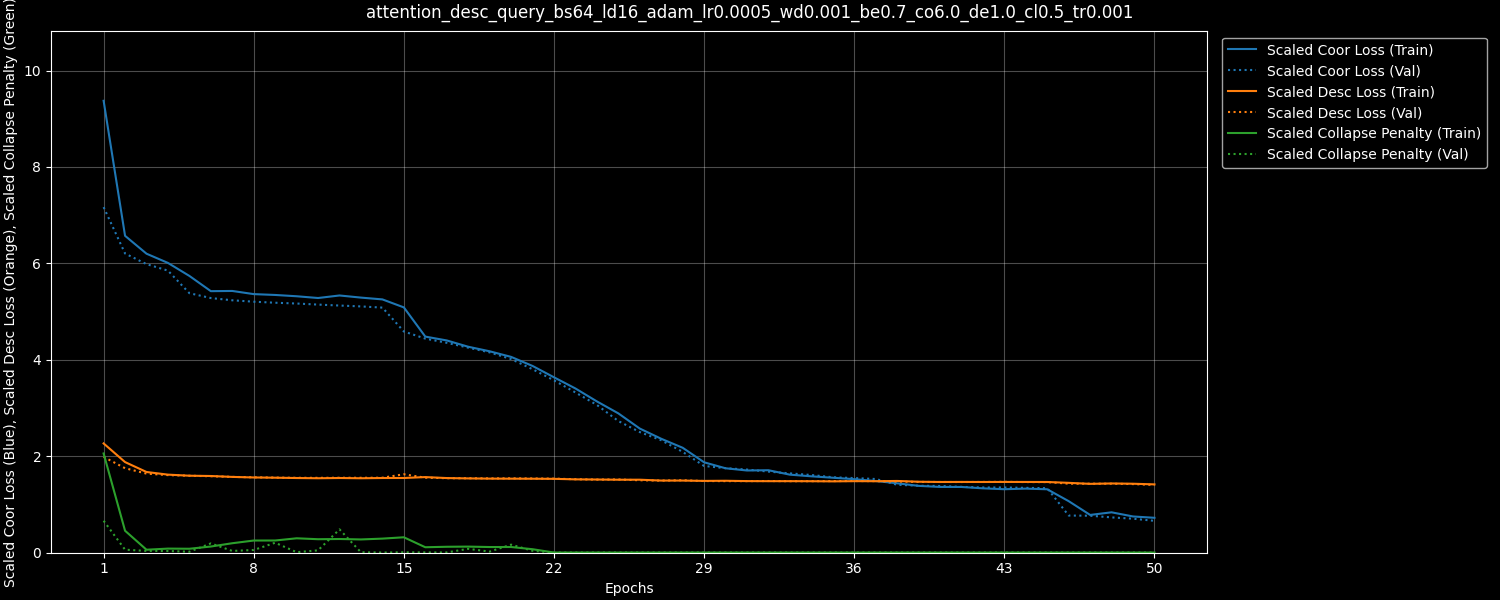 attention_desc_query_bs64_ld16_adam_lr0.0005_wd0.001_be0.7_co6.0_de1.0_cl0.5_tr0.001
Scaled Coor Loss (Blue), Scaled Desc Loss (Orange), Scaled Collapse Penalty (Green)
10
8
6
4
2
0
1
8
15
22
29
36
43
50
Epochs
Scaled Coor Loss (Train)
Scaled Coor Loss (Val)
Scaled Desc Loss (Train)
Scaled Desc Loss (Val)
Scaled Collapse Penalty (Train)
Scaled Collapse Penalty (Val)